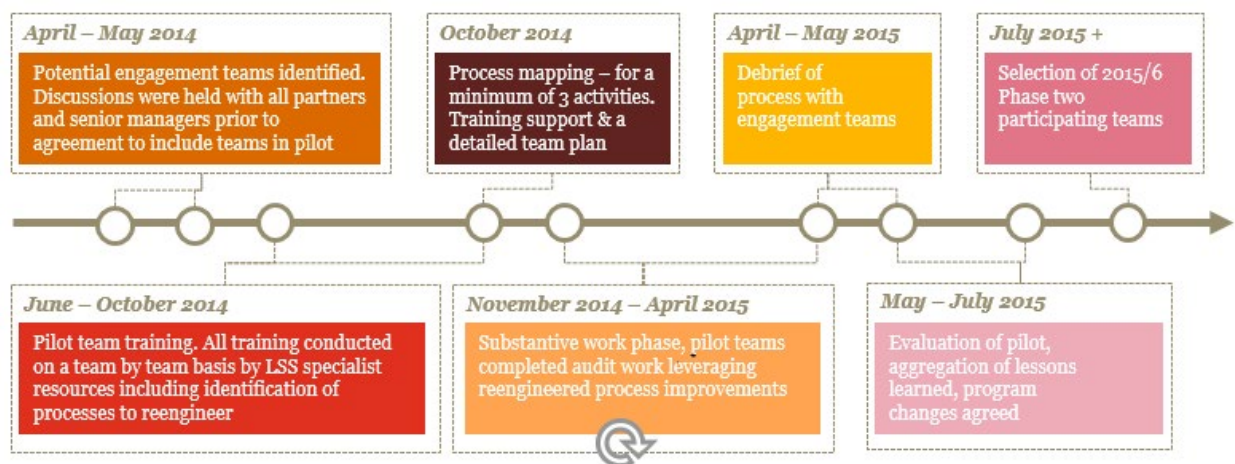 April – May 2014
Potential engagement teams identified.
Discussions were held with all partners
and senior managers prior to
agreement to include teams in pilot
October 2014
Process mapping – for a
minimum of 3 activities.
Training support & a
detailed team plan
April – May 2015
Debrief of
process with
engagement teams
July 2015 +
Selection of 2015/6
Phase two
participating teams
June – October 2014
Pilot team training. All training conducted
on a team by team basis by LSS specialist
resources including identification of
processes to reengineer
November 2014 – April 2015
Substantive work phase, pilot teams
completed audit work leveraging
reengineered process improvements
May – July 2015
Evaluation of pilot,
aggregation of lessons
learned, program
changes agreed